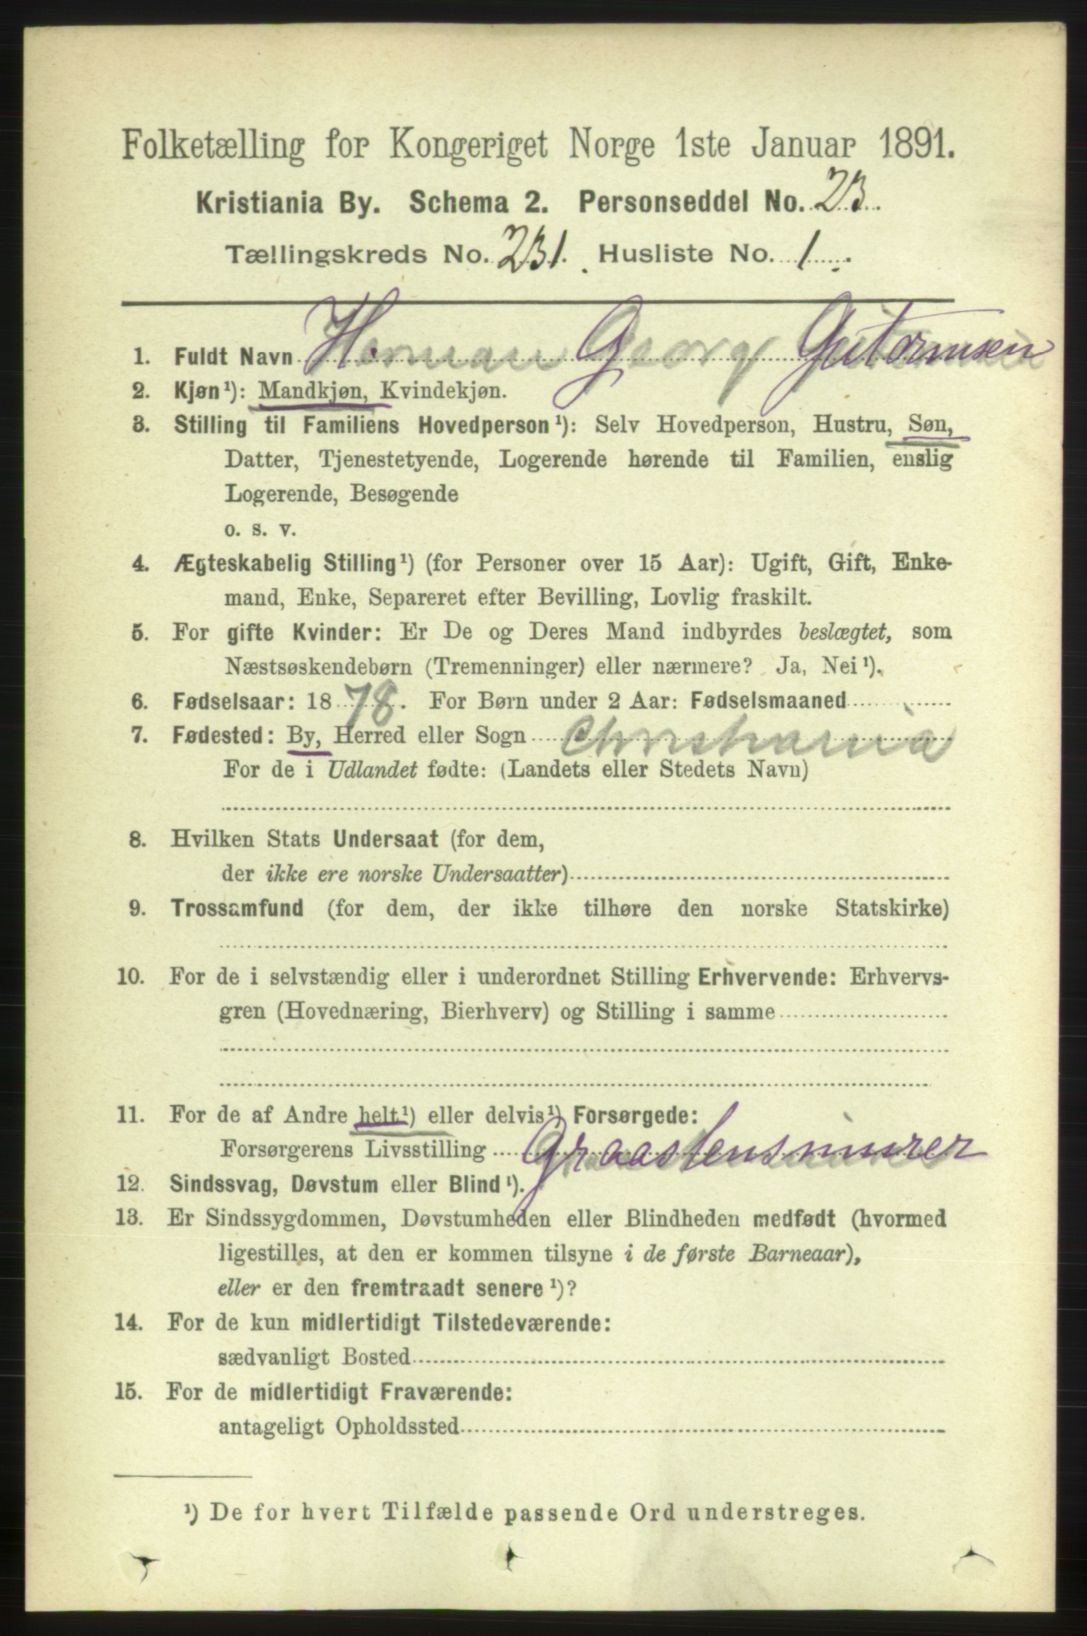 Folketælling for Kongeriget Norge 1ste Januar 1891.
Kristiania By. Schema 2. Personseddel No. 23.
Tællingskreds No. 231. Husliste No. 1.
1. Fuldt Navn Herman Georg Gutormsen
2. Kjøn¹): Mandkjøn, Kvindekjøn.
3. Stilling til Familiens Hovedperson¹): Selv Hovedperson, Hustru, Søn,
Datter, Tjenestetyende, Logerende hørende til Familien, enslig
Logerende, Besøgende
o. s. v.
4. Ægteskabelig Stilling¹) (for Personer over 15 Aar): Ugift, Gift, Enke-
mand, Enke, Separeret efter Bevilling, Lovlig fraskilt.
5. For gifte Kvinder: Er De og Deres Mand indbyrdes beslægtet, som
Næstsøskendebørn (Tremenninger) eller nærmere? Ja, Nei¹).
6. Fødselsaar: 1878. For Børn under 2 Aar: Fødselsmaaned
7. Fødested: By, Herred eller Sogn Christiania
For de i Udlandet fødte: (Landets eller Stedets Navn)
8. Hvilken Stats Undersaat (for dem,
der ikke ere norske Undersaatter)
9. Trossamfund (for dem, der ikke tilhøre den norske Statskirke)
10. For de i selvstændig eller i underordnet Stilling Erhvervende: Erhvervs-
gren (Hovednæring, Bierhverv) og Stilling i samme
11. For de af Andre helt¹) eller delvis¹) Forsørgede:
Forsørgerens Livsstilling Graastensmurer
12. Sindssvag, Døvstum eller Blind¹).
13. Er Sindssygdommen, Døvstumheden eller Blindheden medfødt (hvormed
ligestilles, at den er kommen tilsyne i de første Barneaar),
eller er den fremtraadt senere¹)?
14. For de kun midlertidigt Tilstedeværende:
sædvanligt Bosted
15. For de midlertidigt Fraværende:
antageligt Opholdssted
¹) De for hvert Tilfælde passende Ord understreges.